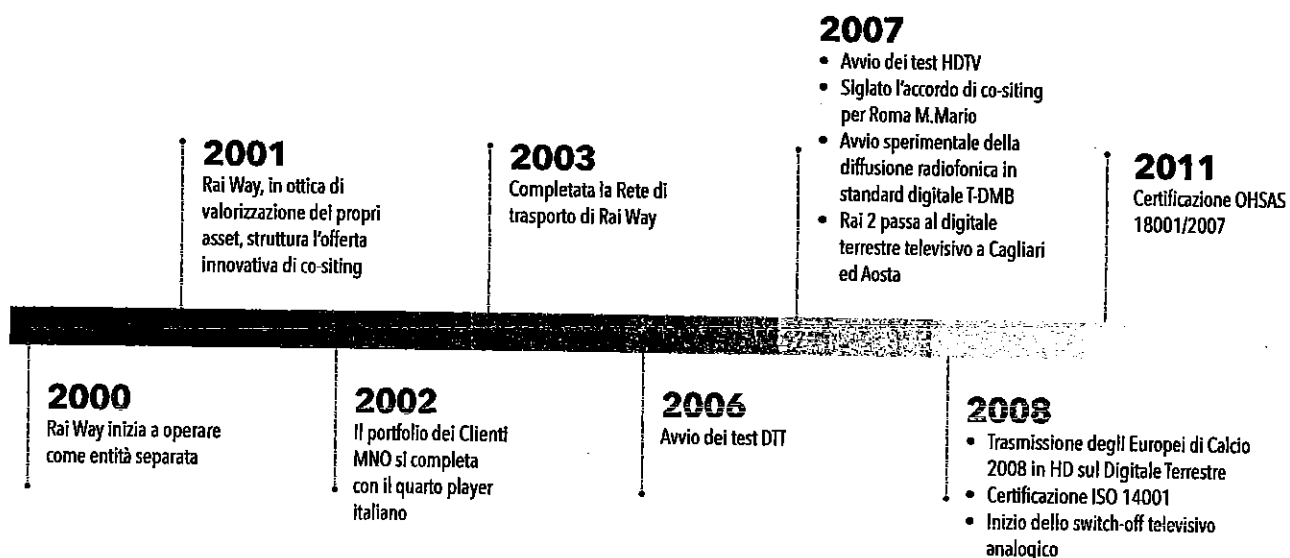 2007
• Avvio dei test HDTV
• Siglato l'accordo di co-siting
per Roma M.Mario
• Avvio sperimentale della
diffusione radiofonica in
standard digitale T-DMB
• Rai 2 passa al digitale
terrestre televisivo a Cagliari
ed Aosta
2001
Rai Way, in ottica di
valorizzazione dei propri
asset, struttura l'offerta
innovativa di co-siting
2003
Completata la Rete di
trasporto di Rai Way
2011
Certificazione OHSAS
18001/2007
2000
Rai Way inizia a operare
come entità separata
2002
Il portfolio dei Clienti
MNO si completa
con il quarto player
italiano
2006
Avvio dei test DTT
2008
• Trasmissione degli Europei di Calcio
2008 in HD sul Digitale Terrestre
• Certificazione ISO 14001
• Inizio dello switch-off televisivo
analogico